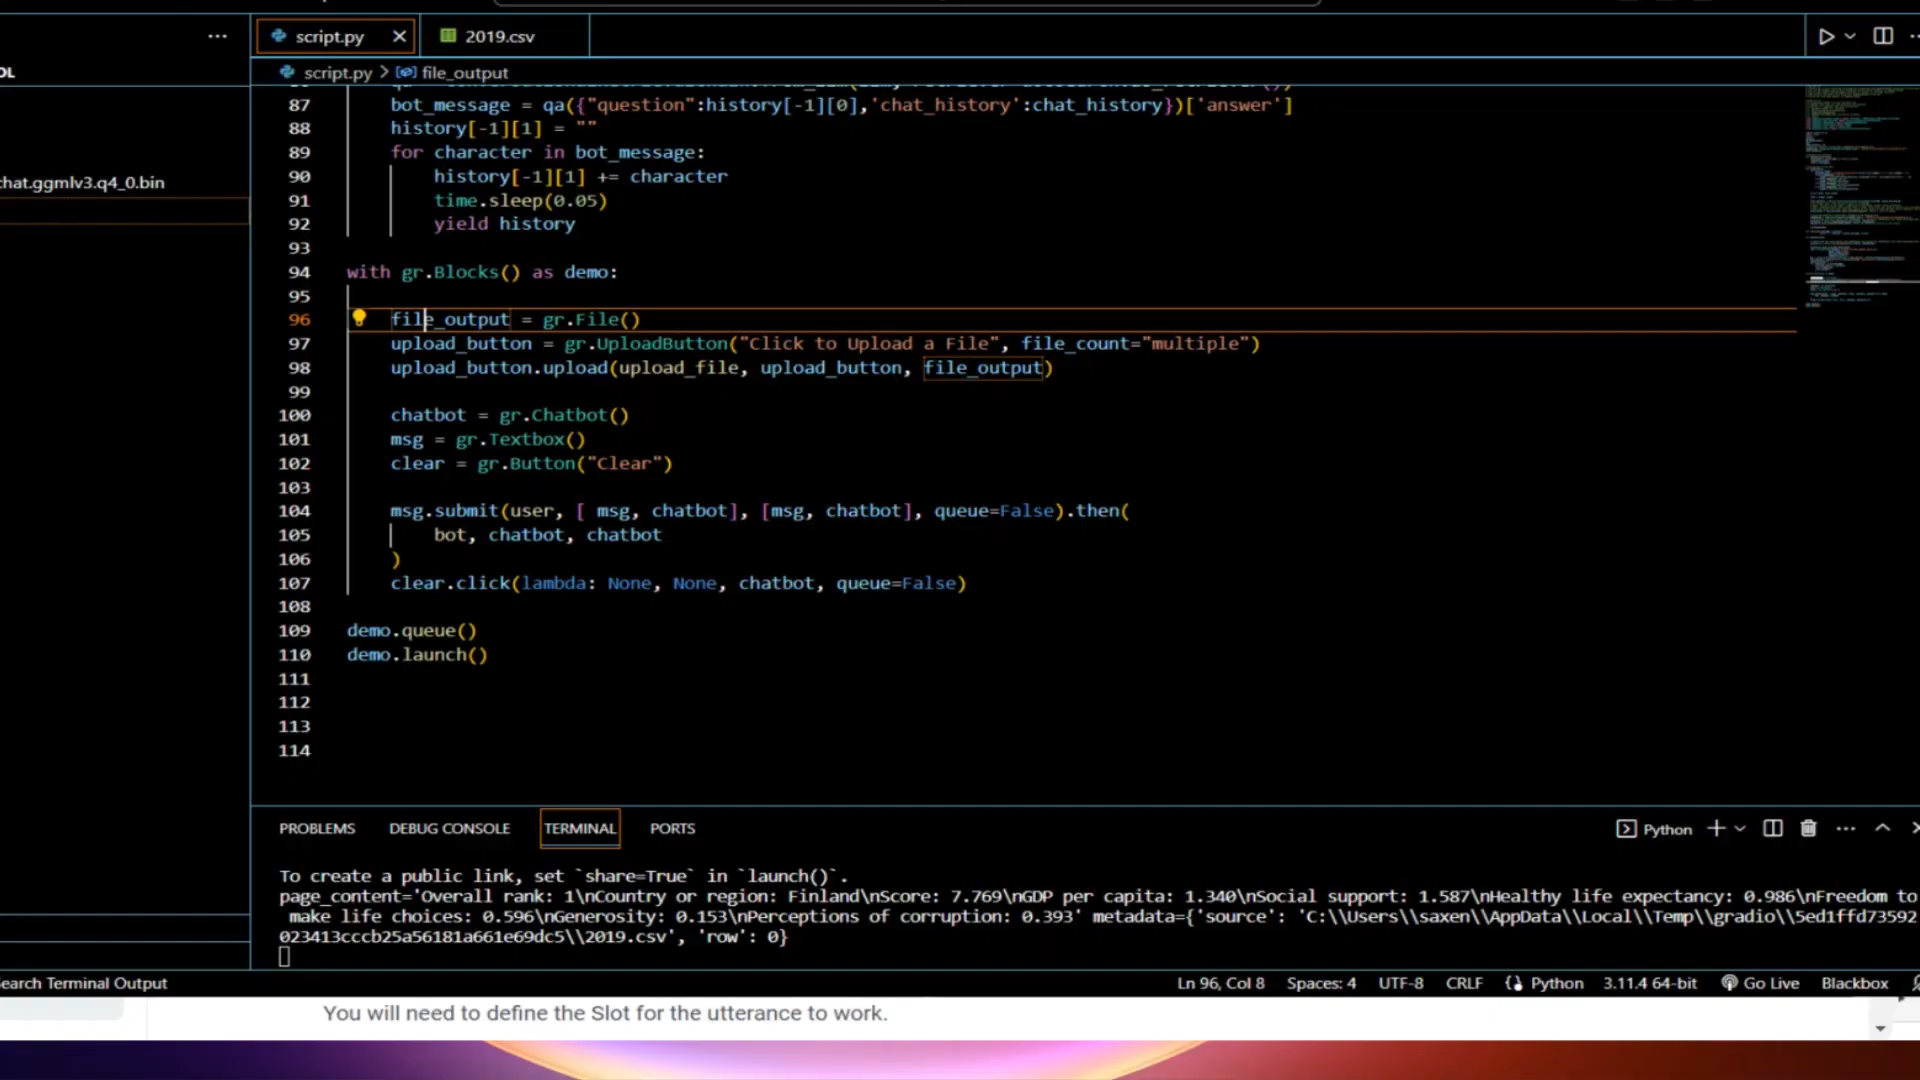 script.py
2019.csv
OL
script.py > file_output
87 bot_message = qa({"question":history[-1][0],'chat_history':chat_history})['answer']
88 history[-1][1] = ""
89 for character in bot_message:
90 history[-1][1] += character
91 time.sleep(0.05)
92 yield history
93
94 with gr.Blocks() as demo:
95
96 file_output = gr.File()
97 upload_button = gr.UploadButton("Click to Upload a File", file_count="multiple")
98 upload_button.upload(upload_file, upload_button, file_output)
99
100 chatbot = gr.Chatbot()
101 msg = gr.Textbox()
102 clear = gr.Button("Clear")
103
104 msg.submit(user, [ msg, chatbot], [msg, chatbot], queue=False).then(
105 bot, chatbot, chatbot
106 )
107 clear.click(lambda: None, None, chatbot, queue=False)
108
109 demo.queue()
110 demo.launch()
111
112
113
114
chat.ggmlv3.q4_0.bin
PROBLEMS DEBUG CONSOLE TERMINAL PORTS
Python
To create a public link, set `share=True` in `launch()`.
page_content='Overall rank: 1\nCountry or region: Finland\nScore: 7.769\nGDP per capita: 1.340\nSocial support: 1.587\nHealthy life expectancy: 0.986\nFreedom to
make life choices: 0.596\nGenerosity: 0.153\nPerceptions of corruption: 0.393' metadata={'source': 'C:\\Users\\saxen\\AppData\\Local\\Temp\\gradio\\5ed1ffd73592
023413cccb25a56181a661e69dc5\\2019.csv', 'row': 0}
earch Terminal Output
Ln 96, Col 8 Spaces: 4 UTF-8 CRLF Python 3.11.4 64-bit Go Live Blackbox
You will need to define the Slot for the utterance to work.